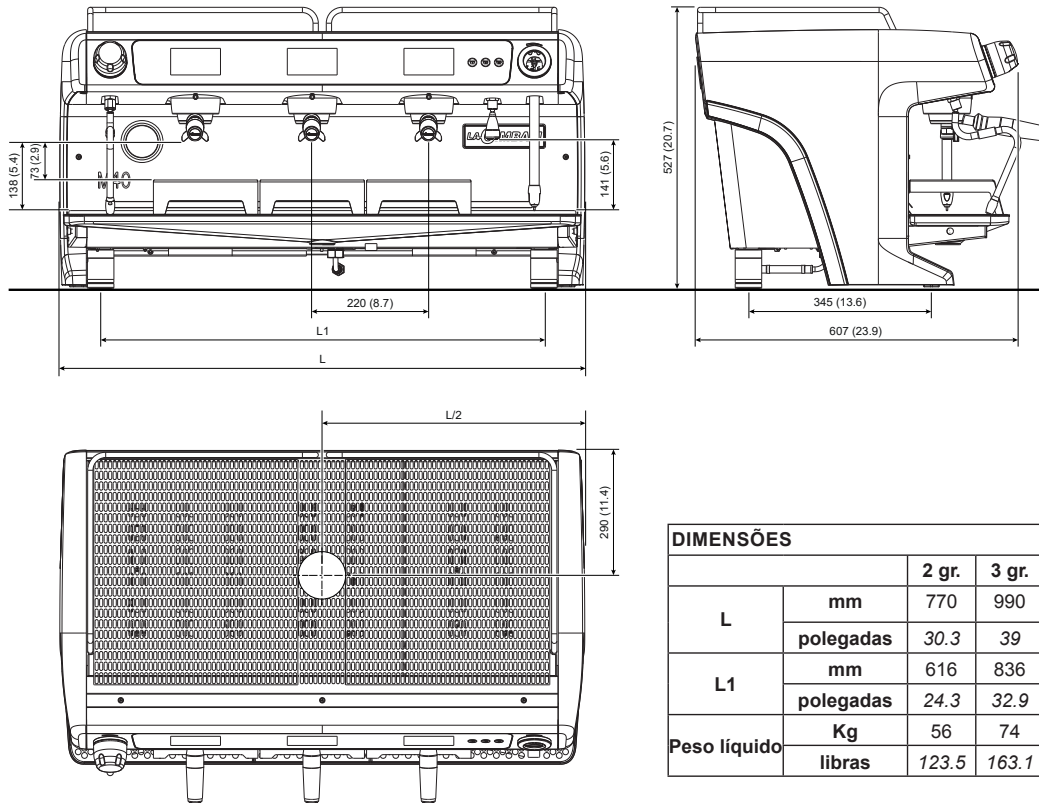 138 (5.4)
73 (2.9)
141 (5.6)
220 (8.7)
L1
L
527 (20.7)
345 (13.6)
607 (23.9)
L/2
290 (11.4)
DIMENSÕES
2 gr. 3 gr.
L mm 770 990
polegadas 30.3 39
L1 mm 616 836
polegadas 24.3 32.9
Peso líquido Kg 56 74
libras 123.5 163.1